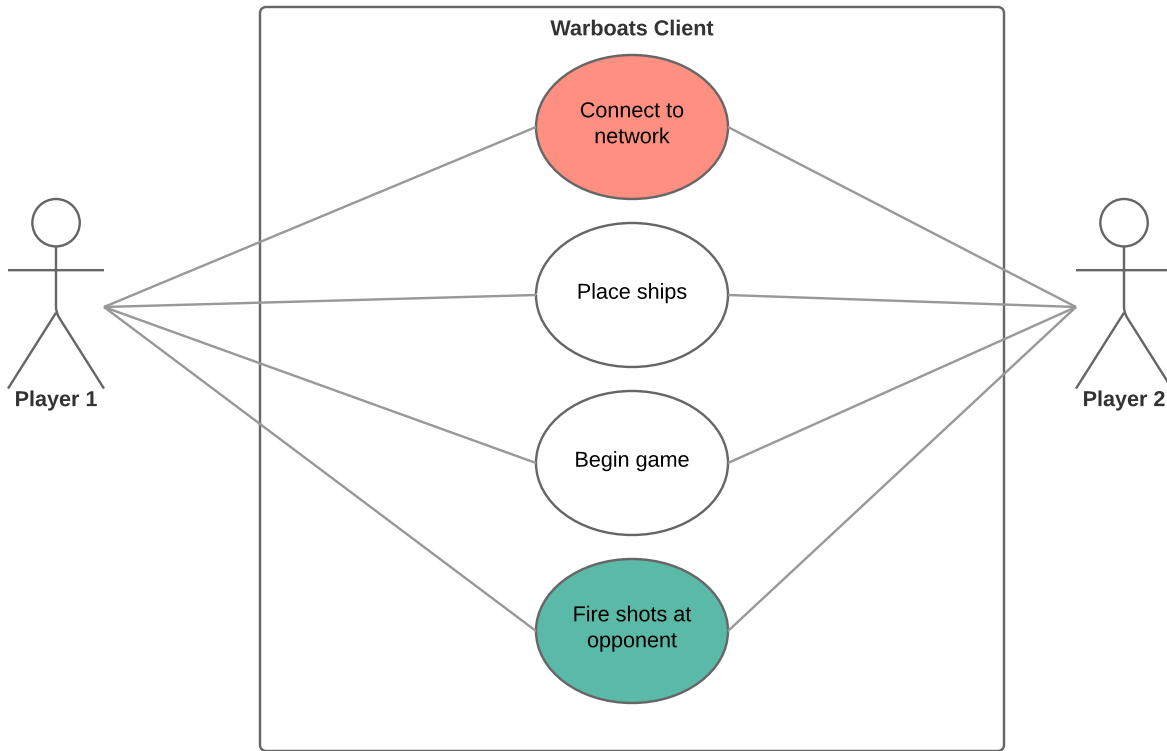 Warboats Client
Connect to
network
Place ships
Player 1
Player 2
Begin game
Fire shots at
opponent